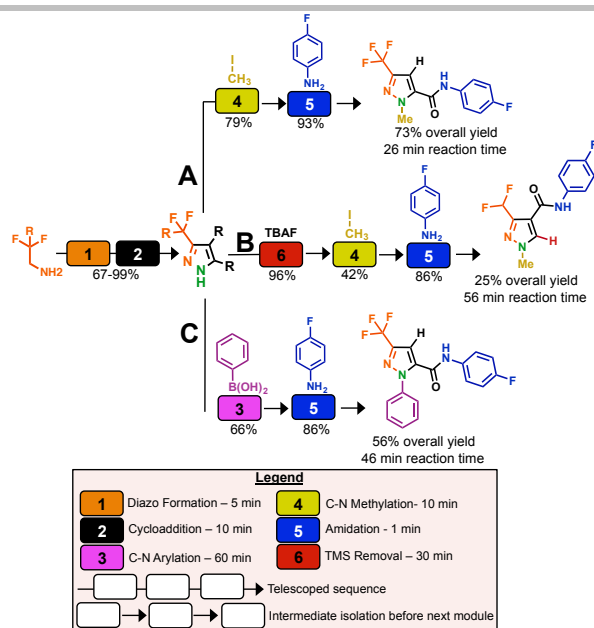 F
I
CH3
NH2
4
5
79%
93%
F
F
F
H
N
N
Me
O
H
N
F
73% overall yield
26 min reaction time
A
R
F
F
NH2
1
2
67-99%
F
F
R
R
N
N
H
R
B
TBAF
6
96%
I
CH3
4
42%
F
NH2
5
86%
F
F
F
O
N
H
N
N
H
Me
25% overall yield
56 min reaction time
C
B(OH)2
3
66%
F
NH2
5
86%
F
F
F
H
N
N
O
H
N
F
56% overall yield
46 min reaction time
Legend
1 Diazo Formation – 5 min
4 C-N Methylation- 10 min
2 Cycloaddition – 10 min
5 Amidation - 1 min
3 C-N Arylation – 60 min
6 TMS Removal – 30 min
Telescoped sequence
Intermediate isolation before next module